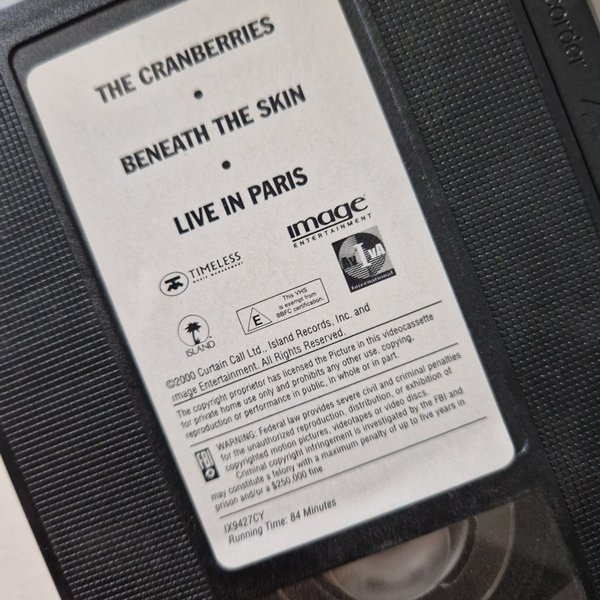 THE CRANBERRIES
•
BENEATH THE SKIN
•
LIVE IN PARIS
image
ENTERTAINMENT
TIMELESS
MUSIC MANAGEMENT
International
ISLAND
E
This VHS
is exempt from
BBFC certification.
©2000 Curtain Call Ltd., Island Records, Inc. and
Image Entertainment. All Rights Reserved.
The copyright proprietor has licensed the Picture in this videocassette
for private home use only and prohibits any other use, copying,
reproduction or performance in public, in whole or in part.
FBI
WARNING: Federal law provides severe civil and criminal penalties
for the unauthorized reproduction, distribution, or exhibition of
copyrighted motion pictures, videotapes or video discs.
Criminal copyright infringement is investigated by the FBI and
may constitute a felony with a maximum penalty of up to five years in
prison and/or a $250,000 fine
IX9427CY
Running Time: 84 Minutes
corder